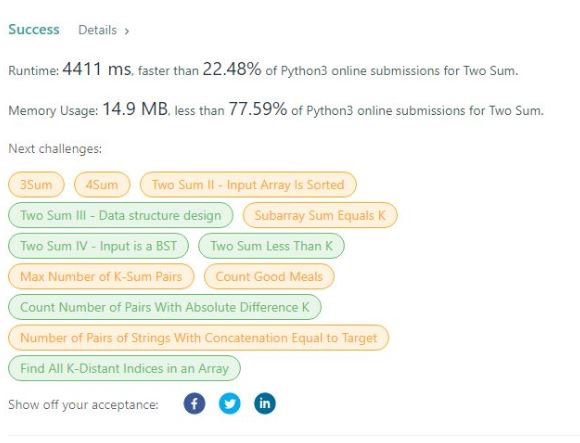 Success Details >
Runtime: 4411 ms, faster than 22.48% of Python3 online submissions for Two Sum.
Memory Usage: 14.9 MB, less than 77.59% of Python3 online submissions for Two Sum.
Next challenges:
3Sum 4Sum Two Sum II - Input Array Is Sorted
Two Sum III - Data structure design Subarray Sum Equals K
Two Sum IV - Input is a BST Two Sum Less Than K
Max Number of K-Sum Pairs Count Good Meals
Count Number of Pairs With Absolute Difference K
Number of Pairs of Strings With Concatenation Equal to Target
Find All K-Distant Indices in an Array
Show off your acceptance: f in